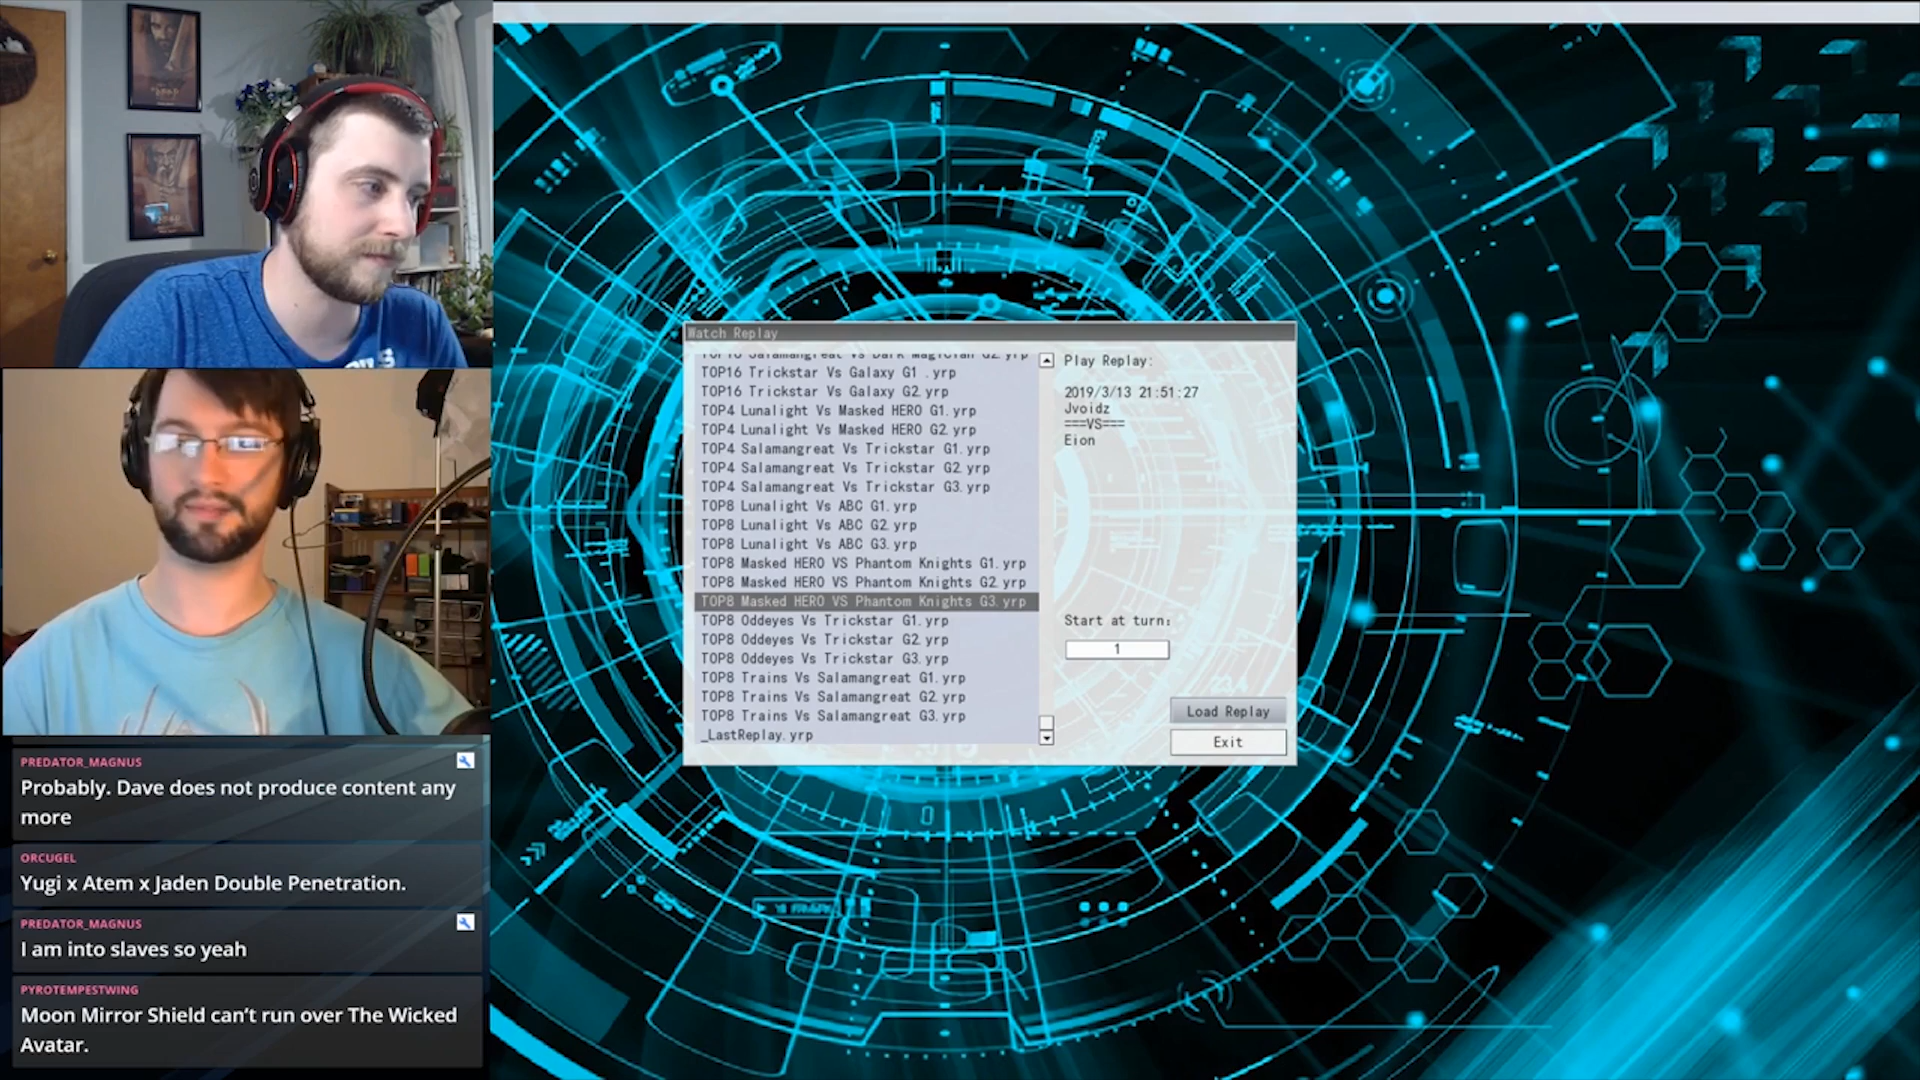 Watch Replay
TOP16 Salamangreat Vs Dark Magician G2.yrp
TOP16 Trickstar Vs Galaxy G1 .yrp
TOP16 Trickstar Vs Galaxy G2.yrp
TOP4 Lunalight Vs Masked HERO G1.yrp
TOP4 Lunalight Vs Masked HERO G2.yrp
TOP4 Salamangreat Vs Trickstar G1.yrp
TOP4 Salamangreat Vs Trickstar G2.yrp
TOP4 Salamangreat Vs Trickstar G3.yrp
TOP8 Lunalight Vs ABC G1.yrp
TOP8 Lunalight Vs ABC G2.yrp
TOP8 Lunalight Vs ABC G3.yrp
TOP8 Masked HERO VS Phantom Knights G1.yrp
TOP8 Masked HERO VS Phantom Knights G2.yrp
TOP8 Masked HERO VS Phantom Knights G3.yrp
TOP8 Oddeyes Vs Trickstar G1.yrp
TOP8 Oddeyes Vs Trickstar G2.yrp
TOP8 Oddeyes Vs Trickstar G3.yrp
TOP8 Trains Vs Salamangreat G1.yrp
TOP8 Trains Vs Salamangreat G2.yrp
TOP8 Trains Vs Salamangreat G3.yrp
_LastReplay.yrp
Play Replay:
2019/3/13 21:51:27
Jvoidz
===VS===
Eion
Start at turn:
1
Load Replay
Exit
PREDATOR_MAGNUS
Probably. Dave does not produce content any
more
ORCUGEL
Yugi x Atem x Jaden Double Penetration.
PREDATOR_MAGNUS
I am into slaves so yeah
PYROTEMPESTWING
Moon Mirror Shield can't run over The Wicked
Avatar.